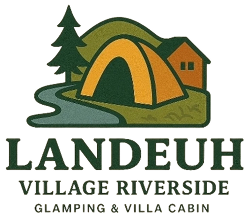 LANDEUH
VILLAGE RIVERSIDE
GLAMPING & VILLA CABIN